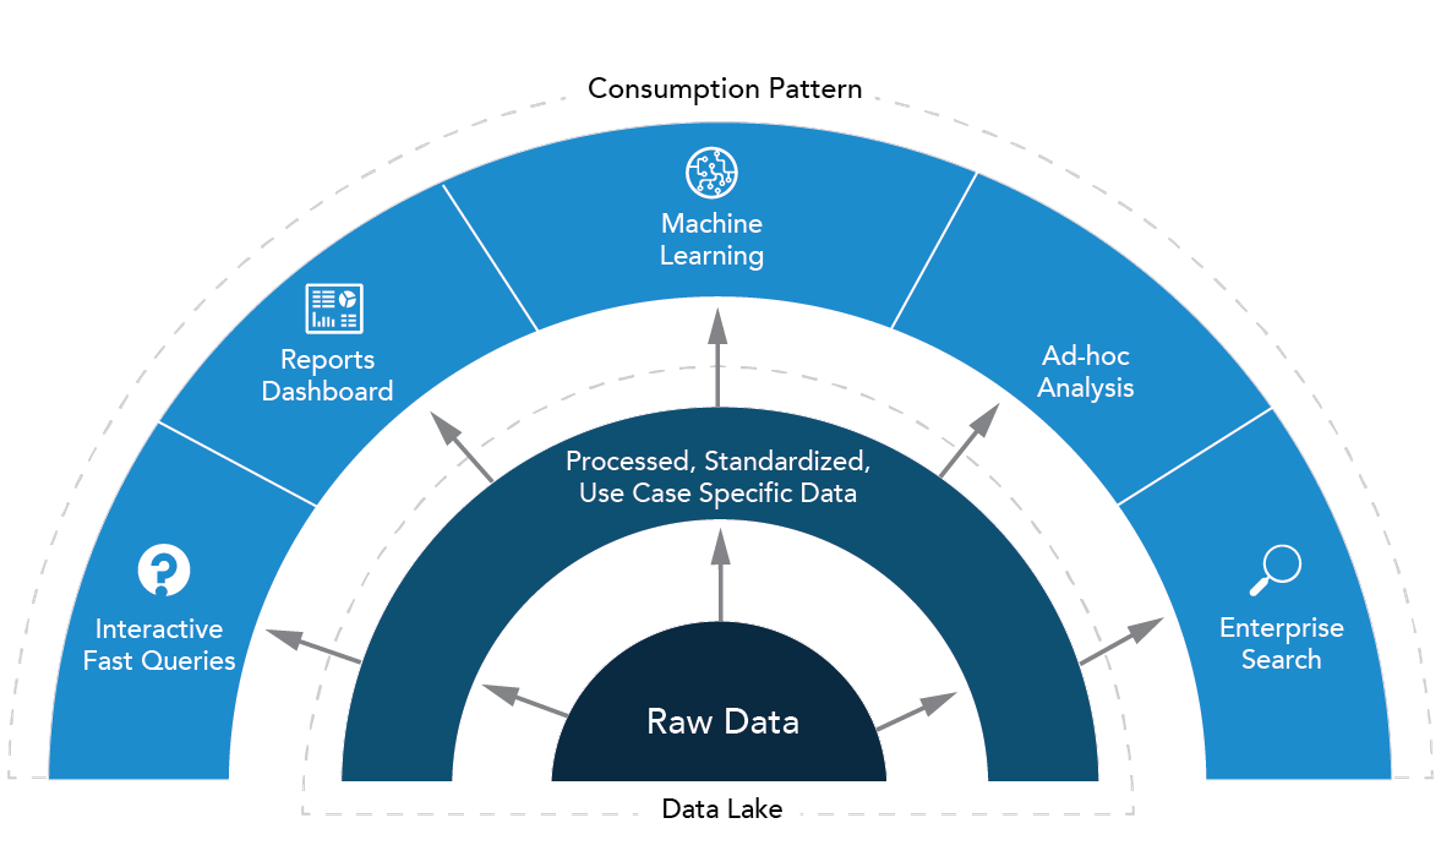 Consumption Pattern
Machine
Learning
Reports
Dashboard
Ad-hoc
Analysis
Processed, Standardized,
Use Case Specific Data
Interactive
Fast Queries
Enterprise
Search
Raw Data
Data Lake